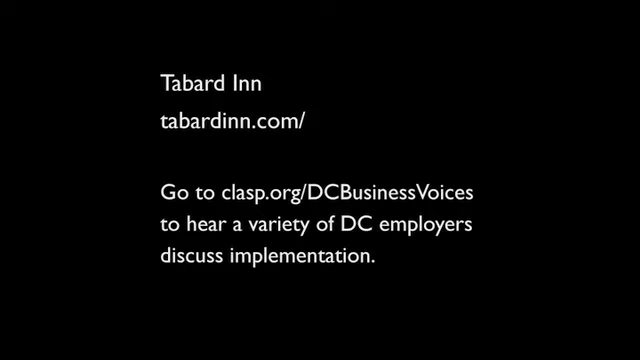 Tabard Inn
tabardinn.com/
Go to clasp.org/DCBusinessVoices
to hear a variety of DC employers
discuss implementation.